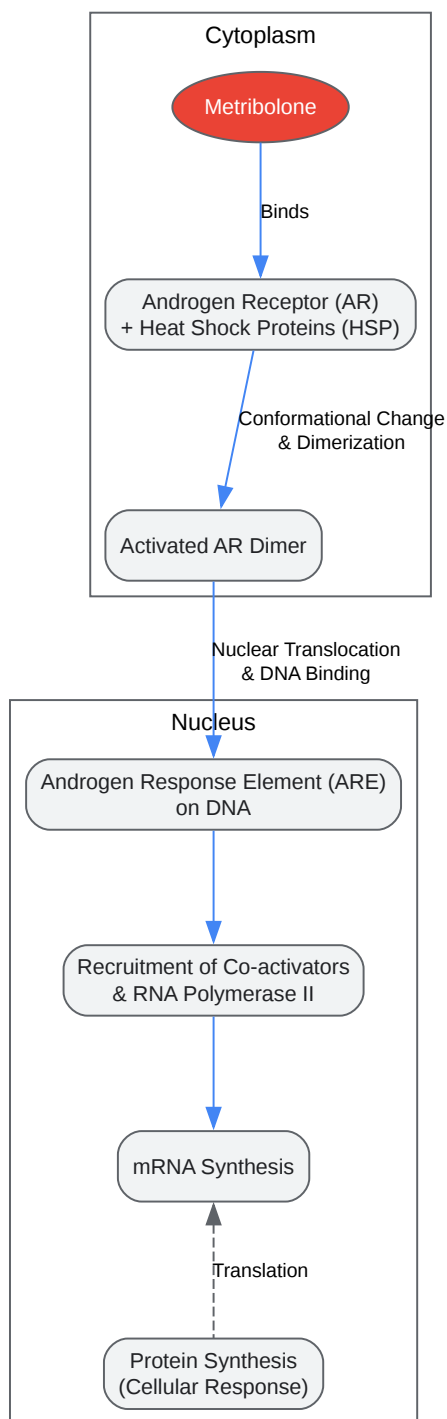 Cytoplasm
Metribolone
Binds
Androgen Receptor (AR)
+ Heat Shock Proteins (HSP)
Conformational Change
& Dimerization
Activated AR Dimer
Nuclear Translocation
& DNA Binding
Nucleus
Androgen Response Element (ARE)
on DNA
Recruitment of Co-activators
& RNA Polymerase II
mRNA Synthesis
Translation
Protein Synthesis
(Cellular Response)